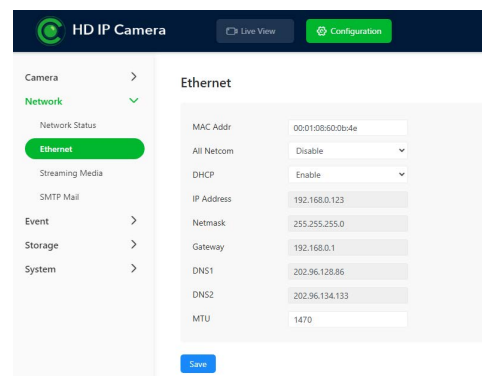 HD IP Camera
Live View
Configuration
Camera
Network
Network Status
Ethernet
Streaming Media
SMTP Mail
Event
Storage
System
Ethernet
MAC Addr 00:01:08:60:0b:4e
All Netcom Disable
DHCP Enable
IP Address 192.168.0.123
Netmask 255.255.255.0
Gateway 192.168.0.1
DNS1 202.96.128.86
DNS2 202.96.134.133
MTU 1470
Save